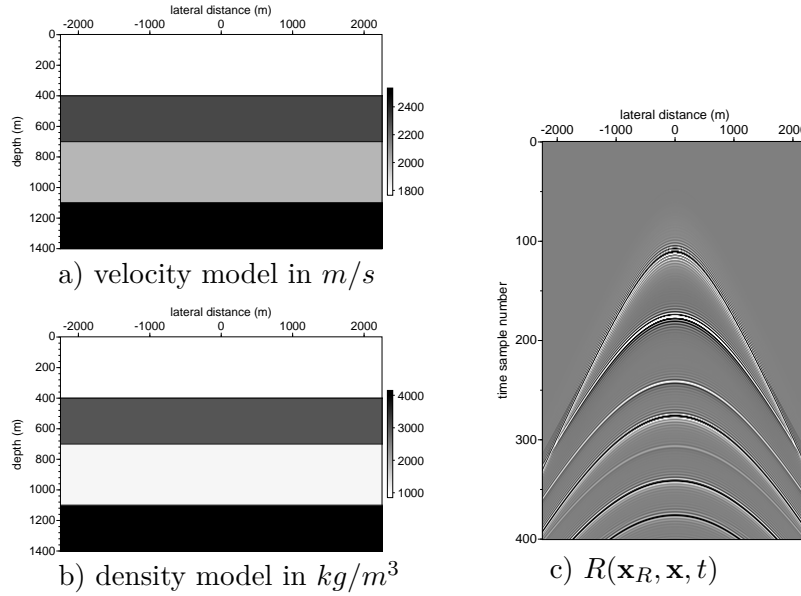 lateral distance (m)
-2000 -1000 0 1000 2000
0
200
400
600
800
1000
1200
1400
depth (m)
2400
2200
2000
1800
a) velocity model in m/s
lateral distance (m)
-2000 -1000 0 1000 2000
0
200
400
600
800
1000
1200
1400
depth (m)
4000
3000
2000
1000
b) density model in kg/m³
lateral distance (m)
-2000 -1000 0 1000 2000
0
100
200
300
400
time sample number
c) R(x_R, x, t)